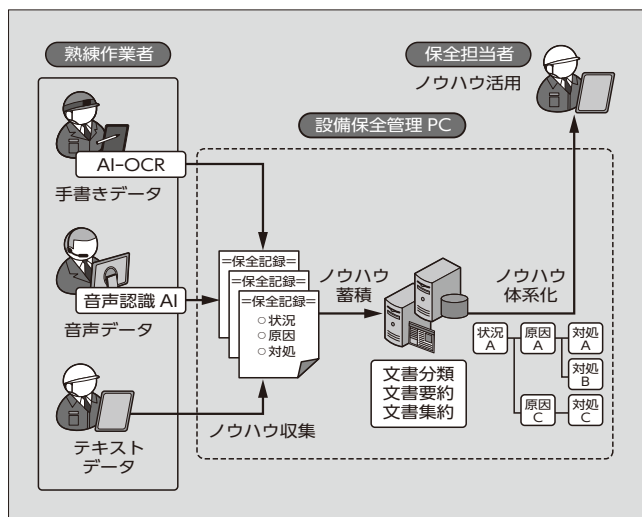 熟練作業者
保全担当者
ノウハウ活用
設備保全管理 PC
AI-OCR
手書きデータ
音声認識 AI
音声データ
テキスト
データ
=保全記録=
=保全記録=
=保全記録=
○状況
○原因
○対処
ノウハウ収集
ノウハウ
蓄積
文書分類
文書要約
文書集約
ノウハウ
体系化
状況
A
原因
A
対処
A
対処
B
原因
C
対処
C